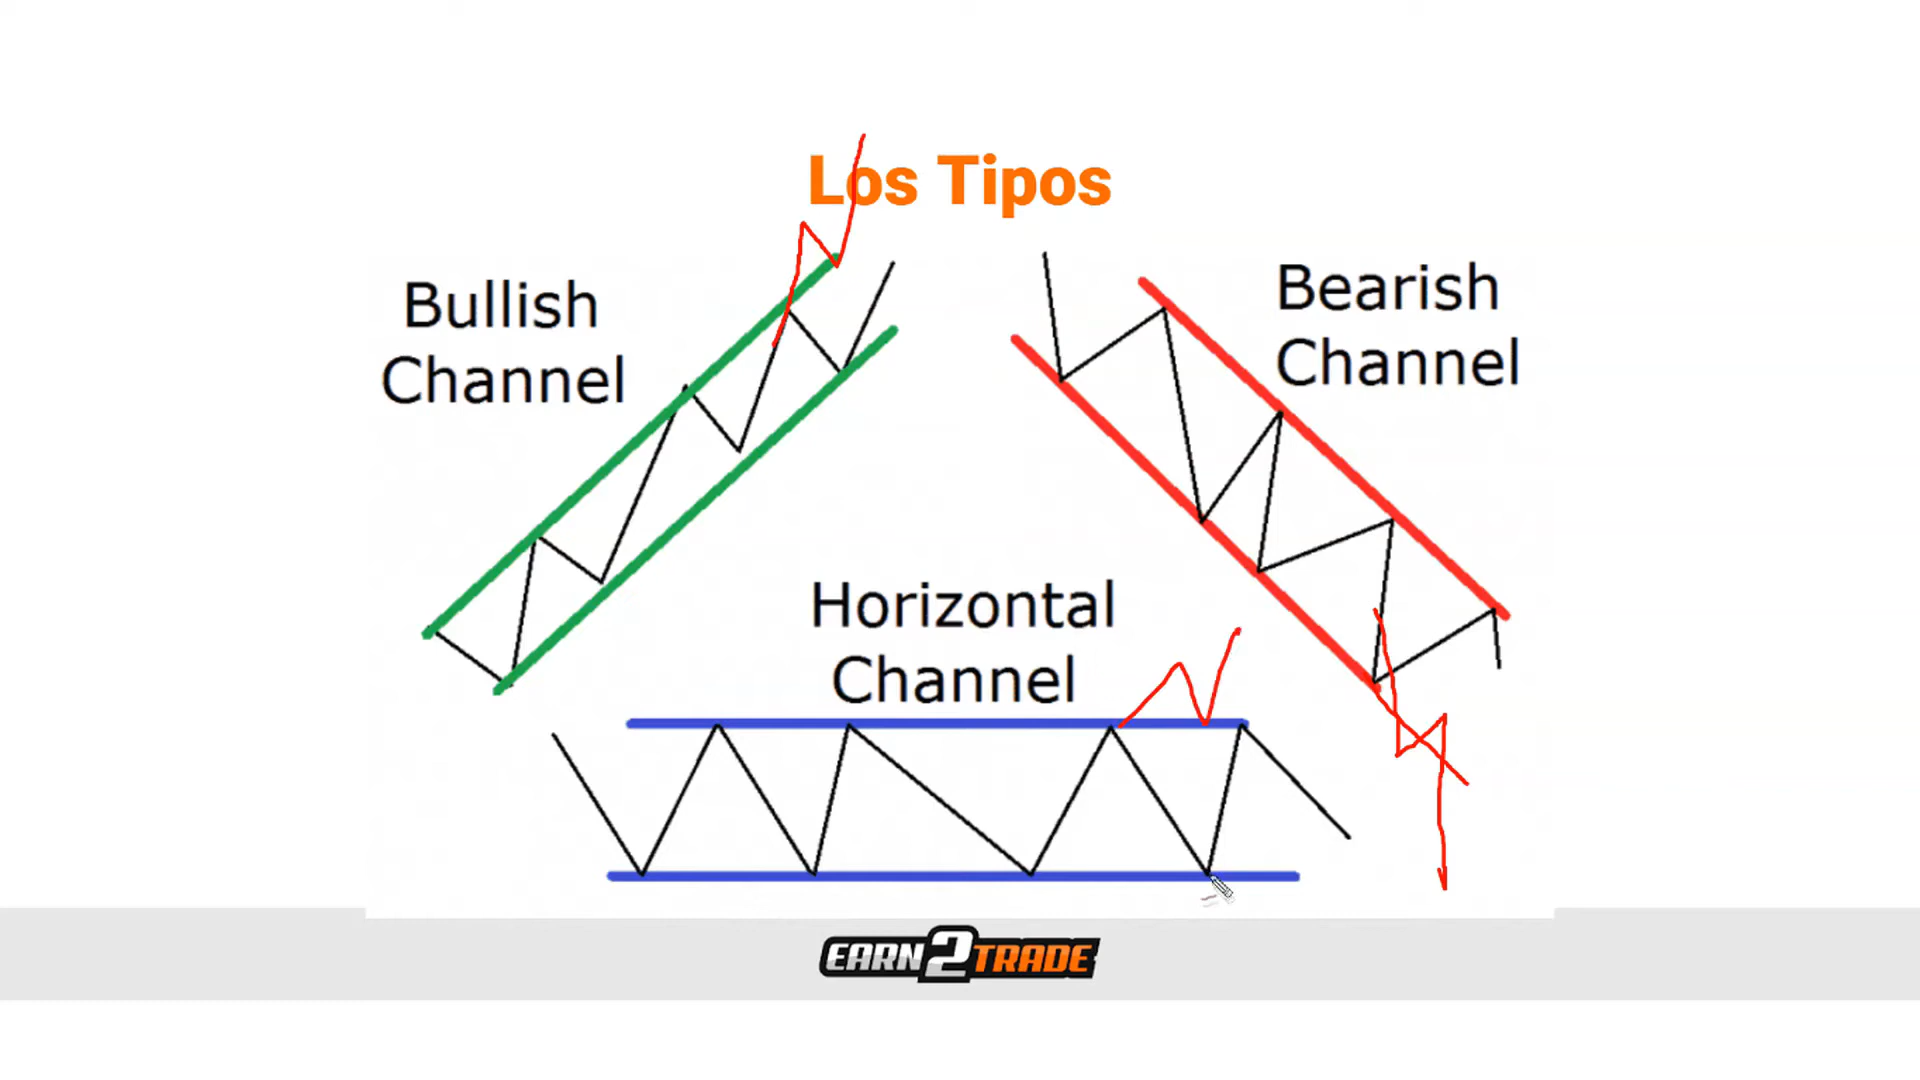 Los Tipos
Bullish
Channel
Bearish
Channel
Horizontal
Channel
EARN2TRADE